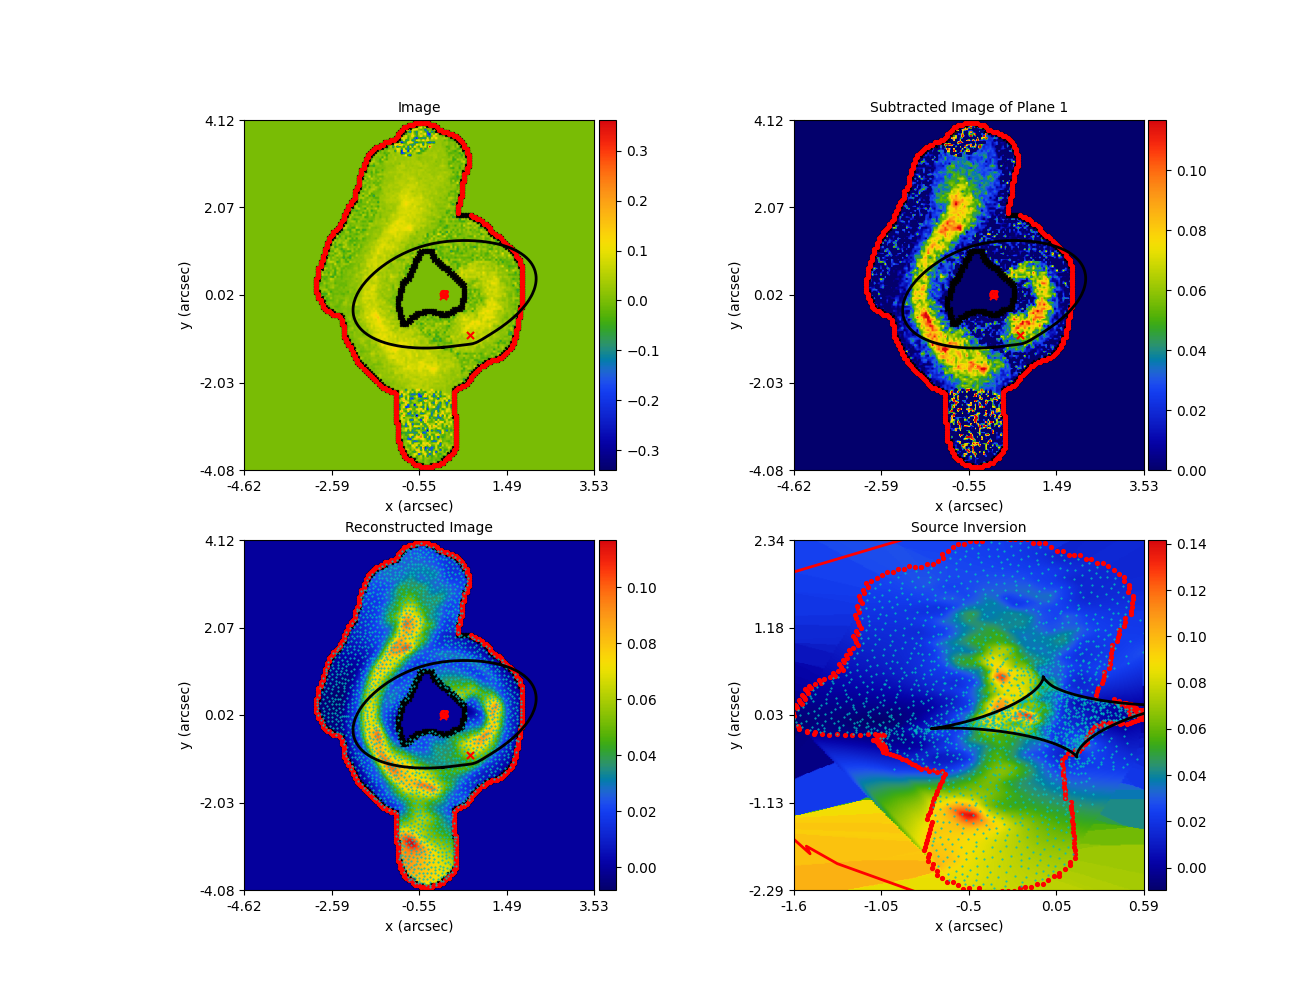 Image
4.12
2.07
0.02
-2.03
-4.08
y (arcsec)
-4.62 -2.59 -0.55 1.49 3.53
x (arcsec)
0.3
0.2
0.1
0.0
−0.1
−0.2
−0.3
Subtracted Image of Plane 1
4.12
2.07
0.02
-2.03
-4.08
y (arcsec)
-4.62 -2.59 -0.55 1.49 3.53
x (arcsec)
0.10
0.08
0.06
0.04
0.02
0.00
Reconstructed Image
4.12
2.07
0.02
-2.03
-4.08
y (arcsec)
-4.62 -2.59 -0.55 1.49 3.53
x (arcsec)
0.10
0.08
0.06
0.04
0.02
0.00
Source Inversion
2.34
1.18
0.03
-1.13
-2.29
y (arcsec)
-1.6 -1.05 -0.5 0.05 0.59
x (arcsec)
0.14
0.12
0.10
0.08
0.06
0.04
0.02
0.00